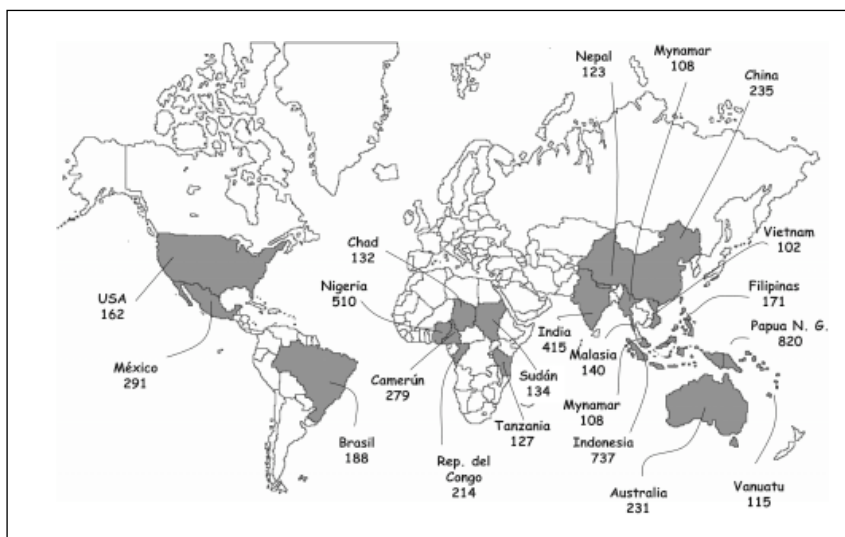 Nepal
123
Mynamar
108
China
235
Vietnam
102
Chad
132
Filipinas
171
Nigeria
510
USA
162
India
415
Papua N. G.
820
Malasia
140
México
291
Camerún
279
Sudán
134
Mynamar
108
Tanzania
127
Indonesia
737
Brasil
188
Rep. del
Congo
214
Australia
231
Vanuatu
115